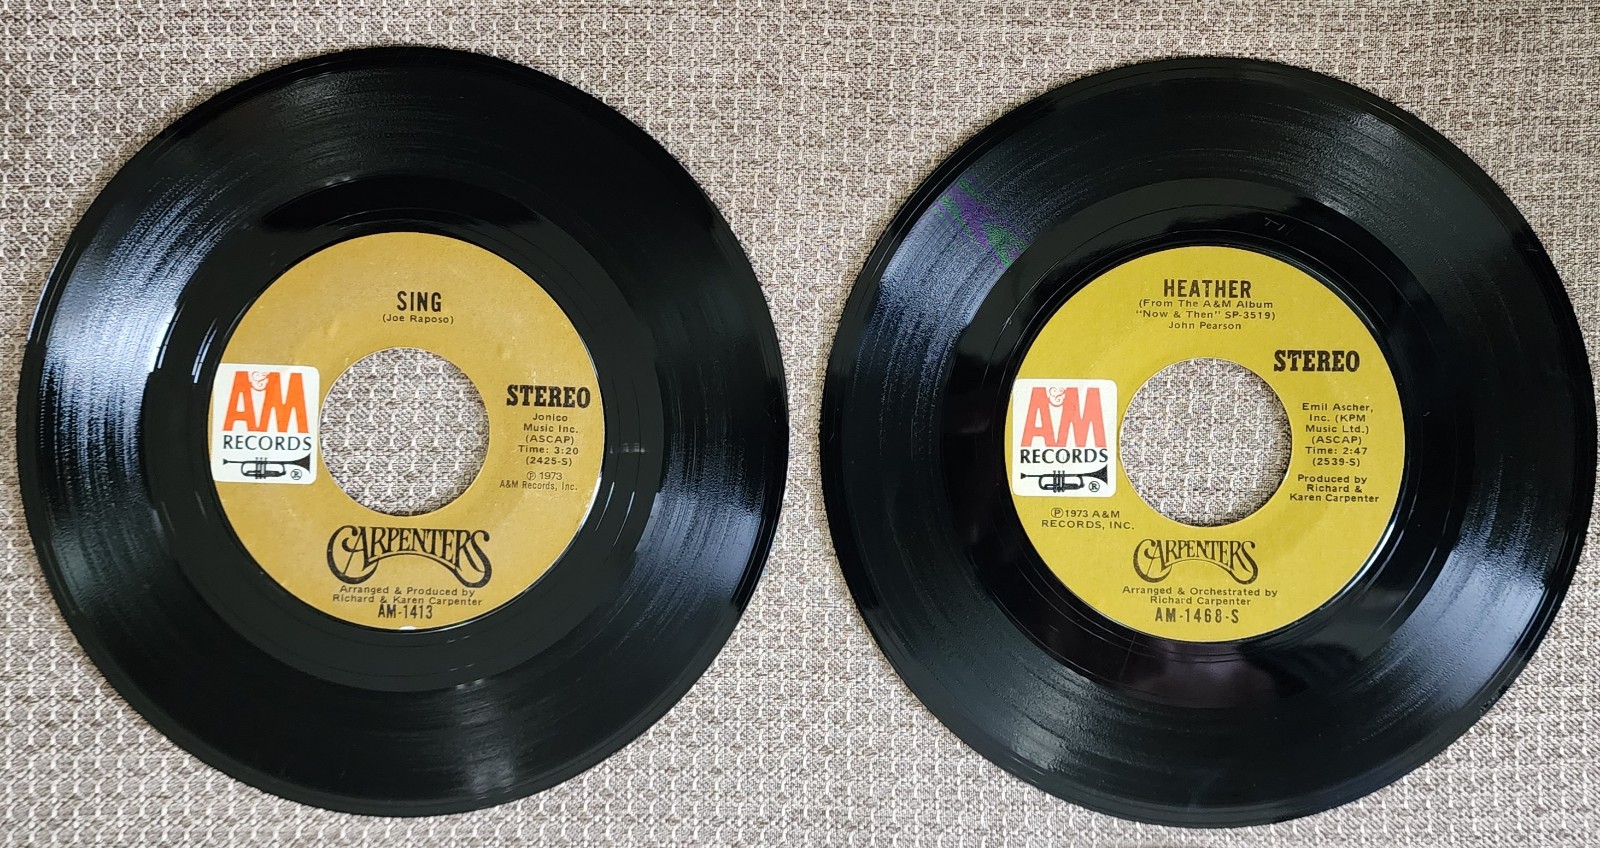 SING
(Joe Raposo)
A&M
RECORDS
®
STEREO
Jonico
Music Inc.
(ASCAP)
Time: 3:20
(2425-S)
℗ 1973
A&M Records, Inc.
CARPENTERS
Arranged & Produced by
Richard & Karen Carpenter
AM-1413
HEATHER
(From The A&M Album
"Now & Then" SP-3519)
John Pearson
A&M
RECORDS
®
STEREO
Emil Ascher,
Inc. (KPM
Music Ltd.)
(ASCAP)
Time: 2:47
(2539-S)
Produced by
Richard &
Karen Carpenter
℗1973 A&M
RECORDS, INC.
CARPENTERS
Arranged & Orchestrated by
Richard Carpenter
AM-1468-S